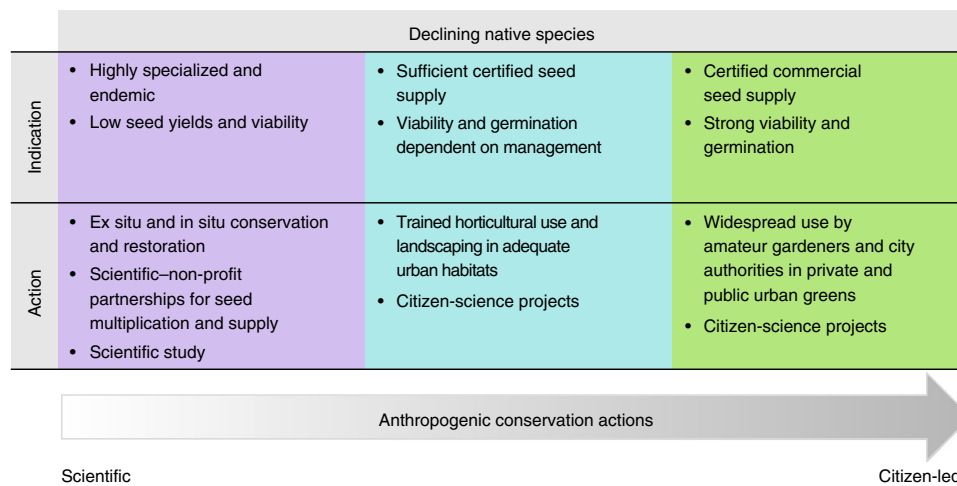 Declining native species
Indication
• Highly specialized and
endemic
• Low seed yields and viability
• Sufficient certified seed
supply
• Viability and germination
dependent on management
• Certified commercial
seed supply
• Strong viability and
germination
Action
• Ex situ and in situ conservation
and restoration
• Scientific–non-profit
partnerships for seed
multiplication and supply
• Scientific study
• Trained horticultural use and
landscaping in adequate
urban habitats
• Citizen-science projects
• Widespread use by
amateur gardeners and city
authorities in private and
public urban greens
• Citizen-science projects
Anthropogenic conservation actions
Scientific
Citizen-led